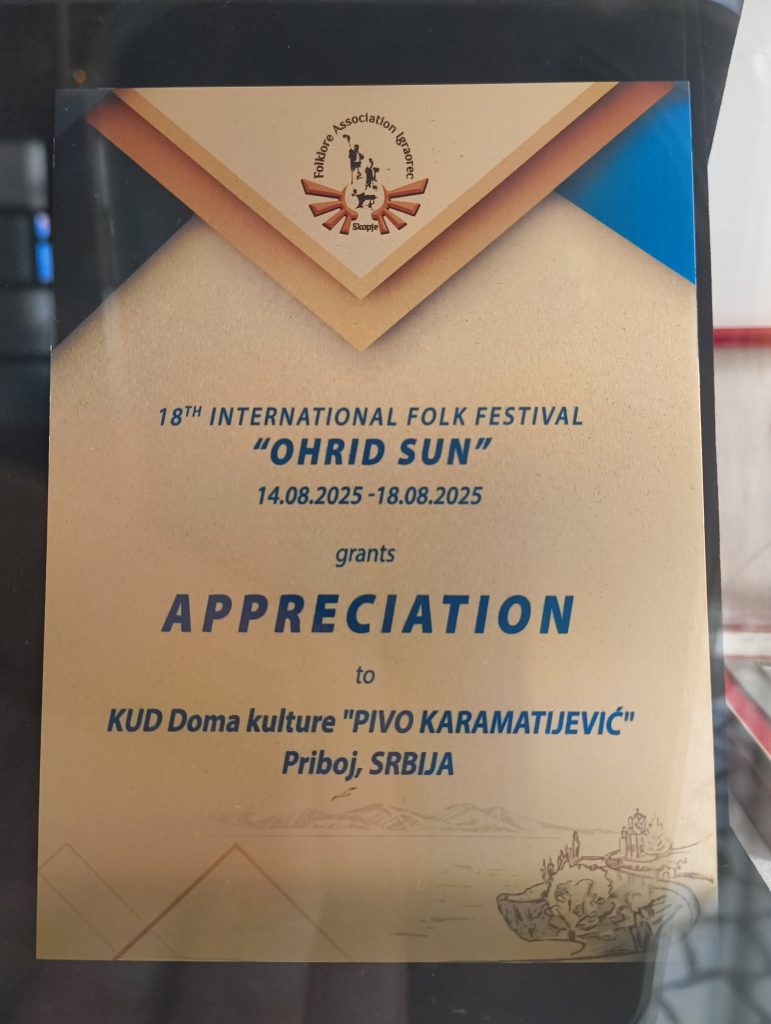 Folklore Association Igraorec
Skopje
18TH INTERNATIONAL FOLK FESTIVAL
“OHRID SUN”
14.08.2025 -18.08.2025
grants
APPRECIATION
to
KUD Doma kulture "PIVO KARAMATIJEVIĆ"
Priboj, SRBIJA